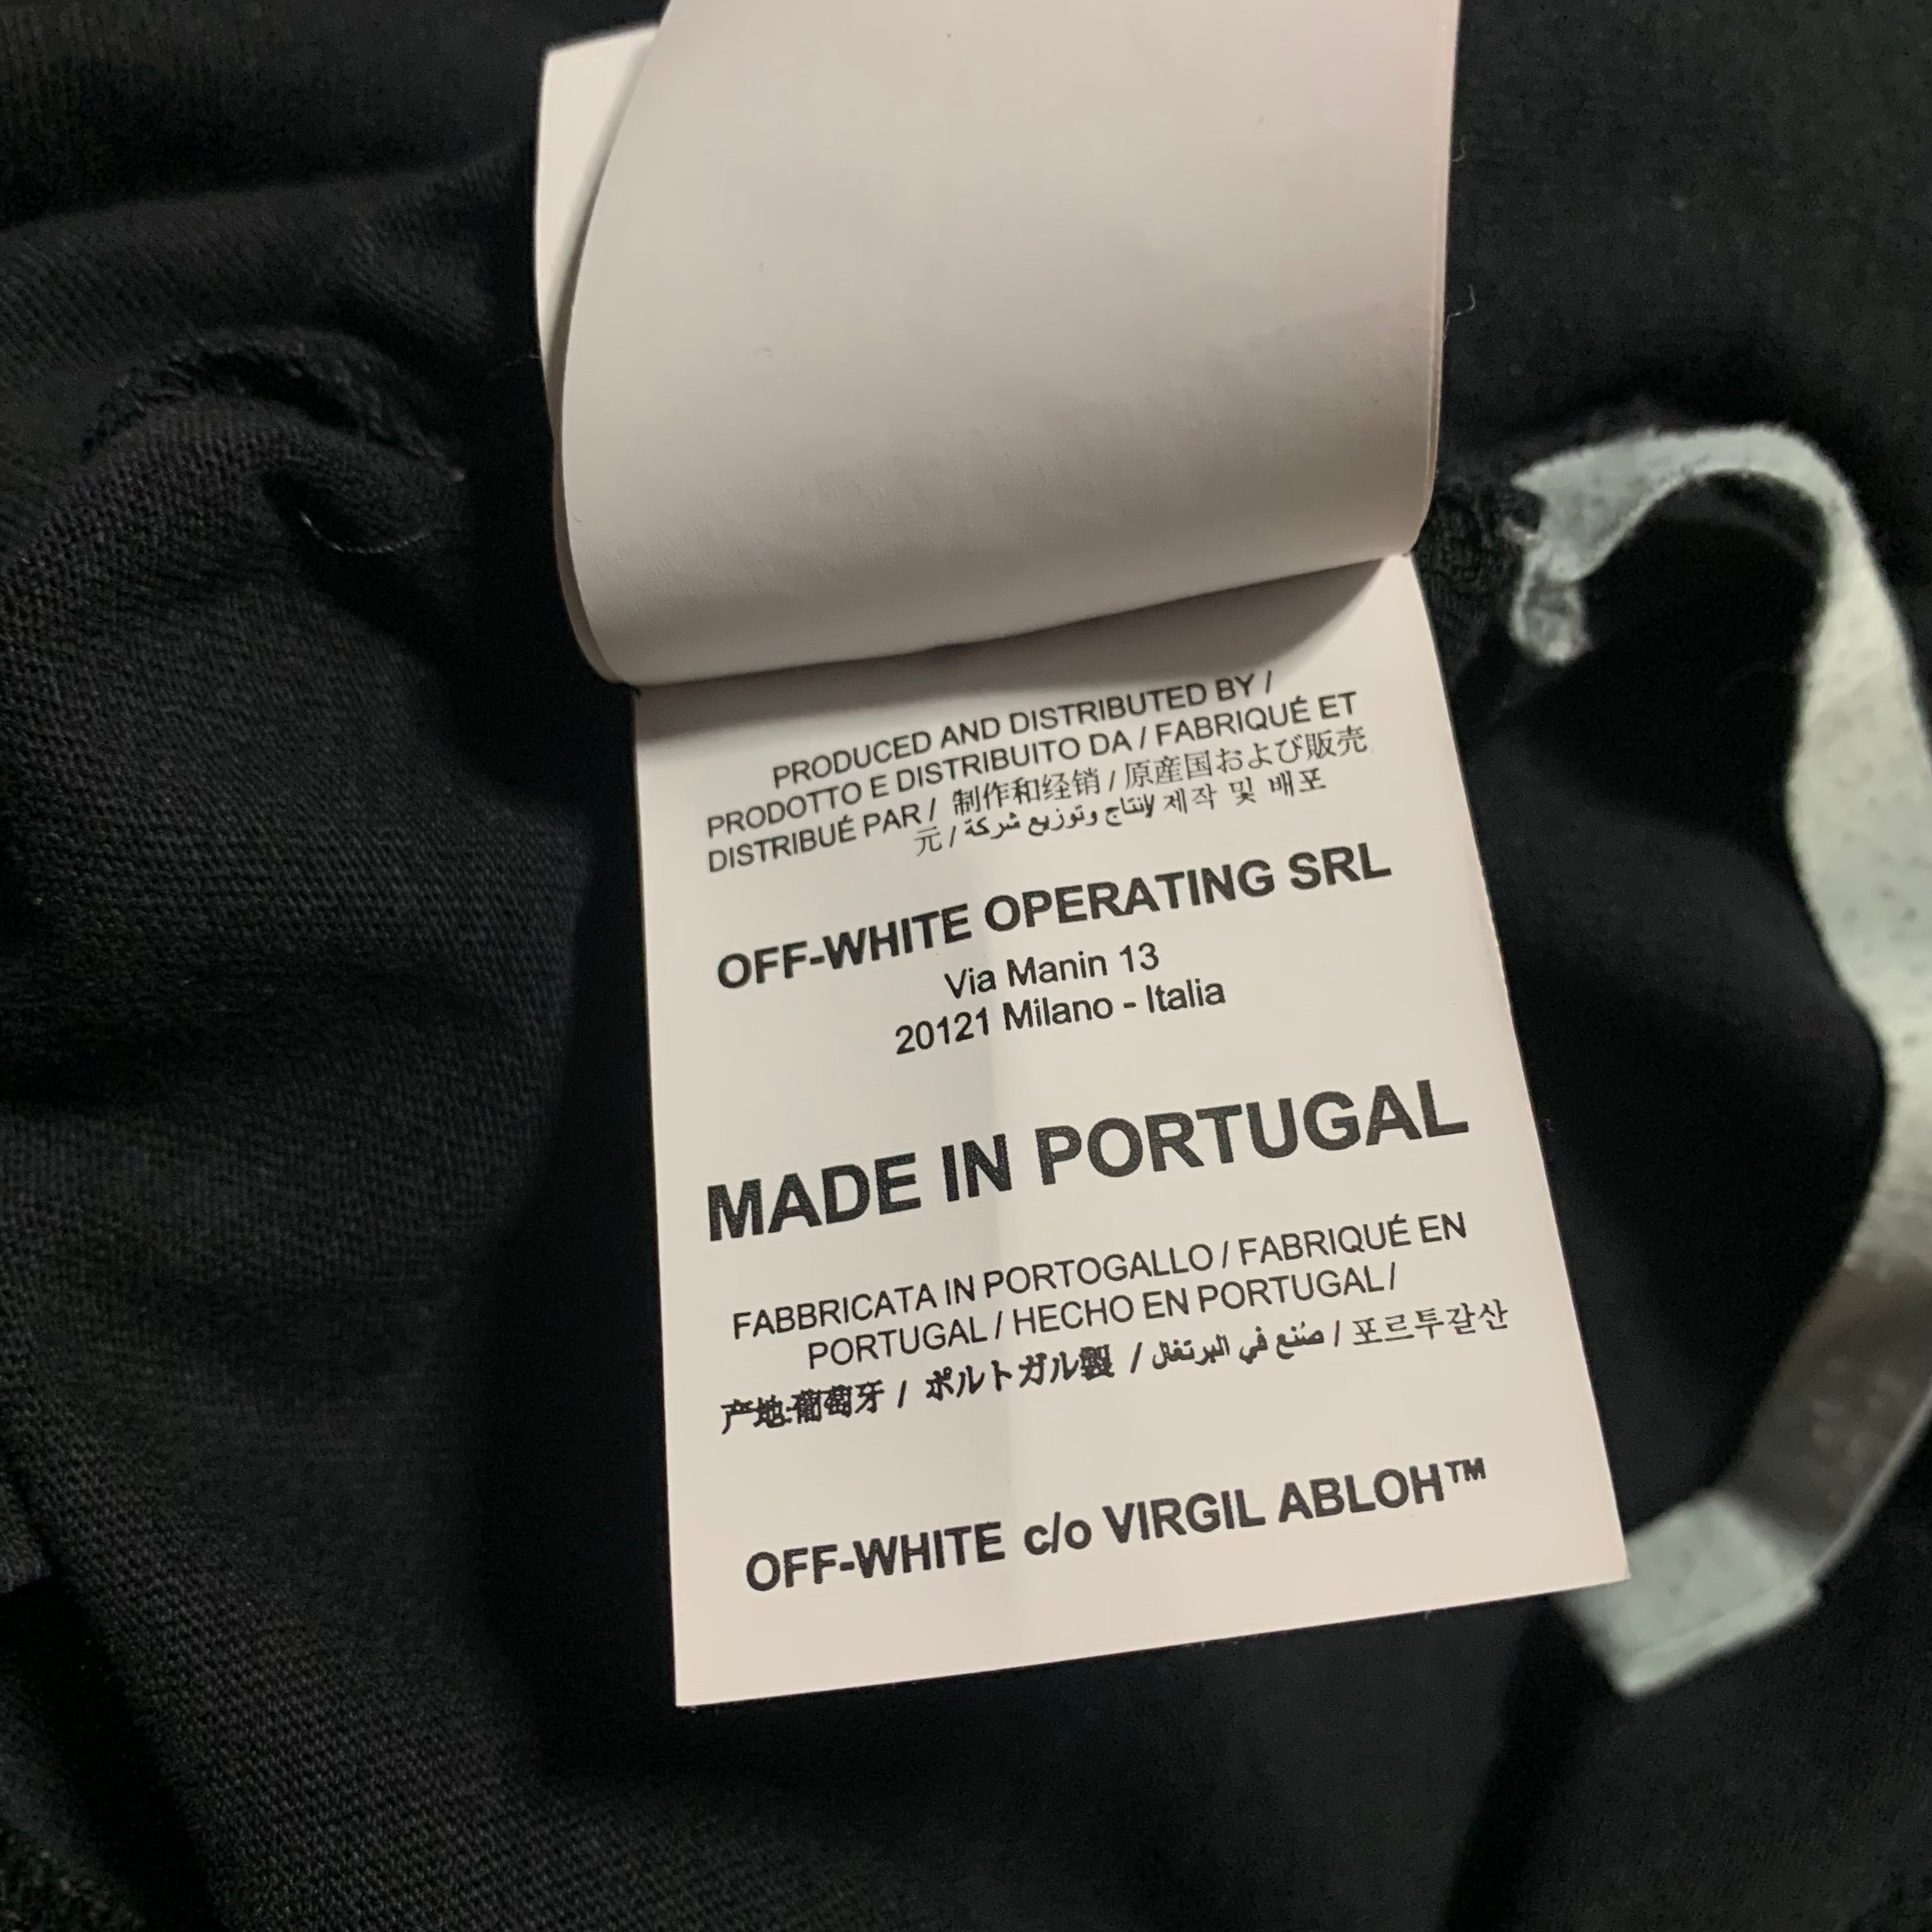 PRODUCED AND DISTRIBUTED BY /
PRODOTTO E DISTRIBUITO DA / FABRIQUÉ ET
DISTRIBUÉ PAR / 制作和经销 / 原産国および販売
元 / إنتاج وتوزيع شركة / 제작 및 배포
OFF-WHITE OPERATING SRL
Via Manin 13
20121 Milano - Italia
MADE IN PORTUGAL
FABBRICATA IN PORTOGALLO / FABRIQUÉ EN
PORTUGAL / HECHO EN PORTUGAL /
产地:葡萄牙 / ポルトガル製 / صُنع في البرتغال / 포르투갈산
OFF-WHITE c/o VIRGIL ABLOH™